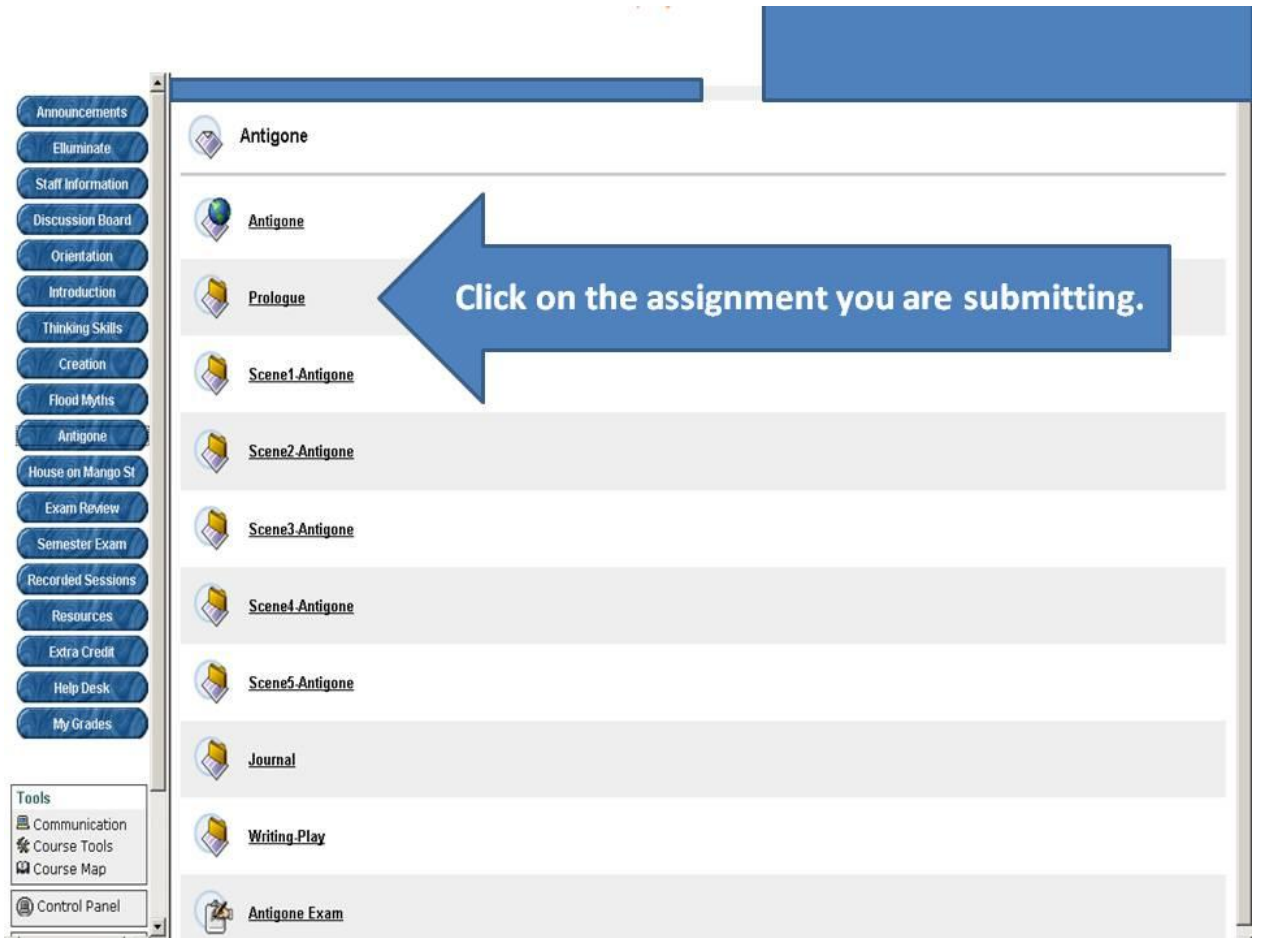 Announcements
Elluminate
Staff Information
Discussion Board
Orientation
Introduction
Thinking Skills
Creation
Flood Myths
Antigone
House on Mango St
Exam Review
Semester Exam
Recorded Sessions
Resources
Extra Credit
Help Desk
My Grades
Tools
Communication
Course Tools
Course Map
Control Panel
Antigone
Antigone
Prologue
Click on the assignment you are submitting.
Scene1-Antigone
Scene2-Antigone
Scene3-Antigone
Scene4-Antigone
Scene5-Antigone
Journal
Writing-Play
Antigone Exam